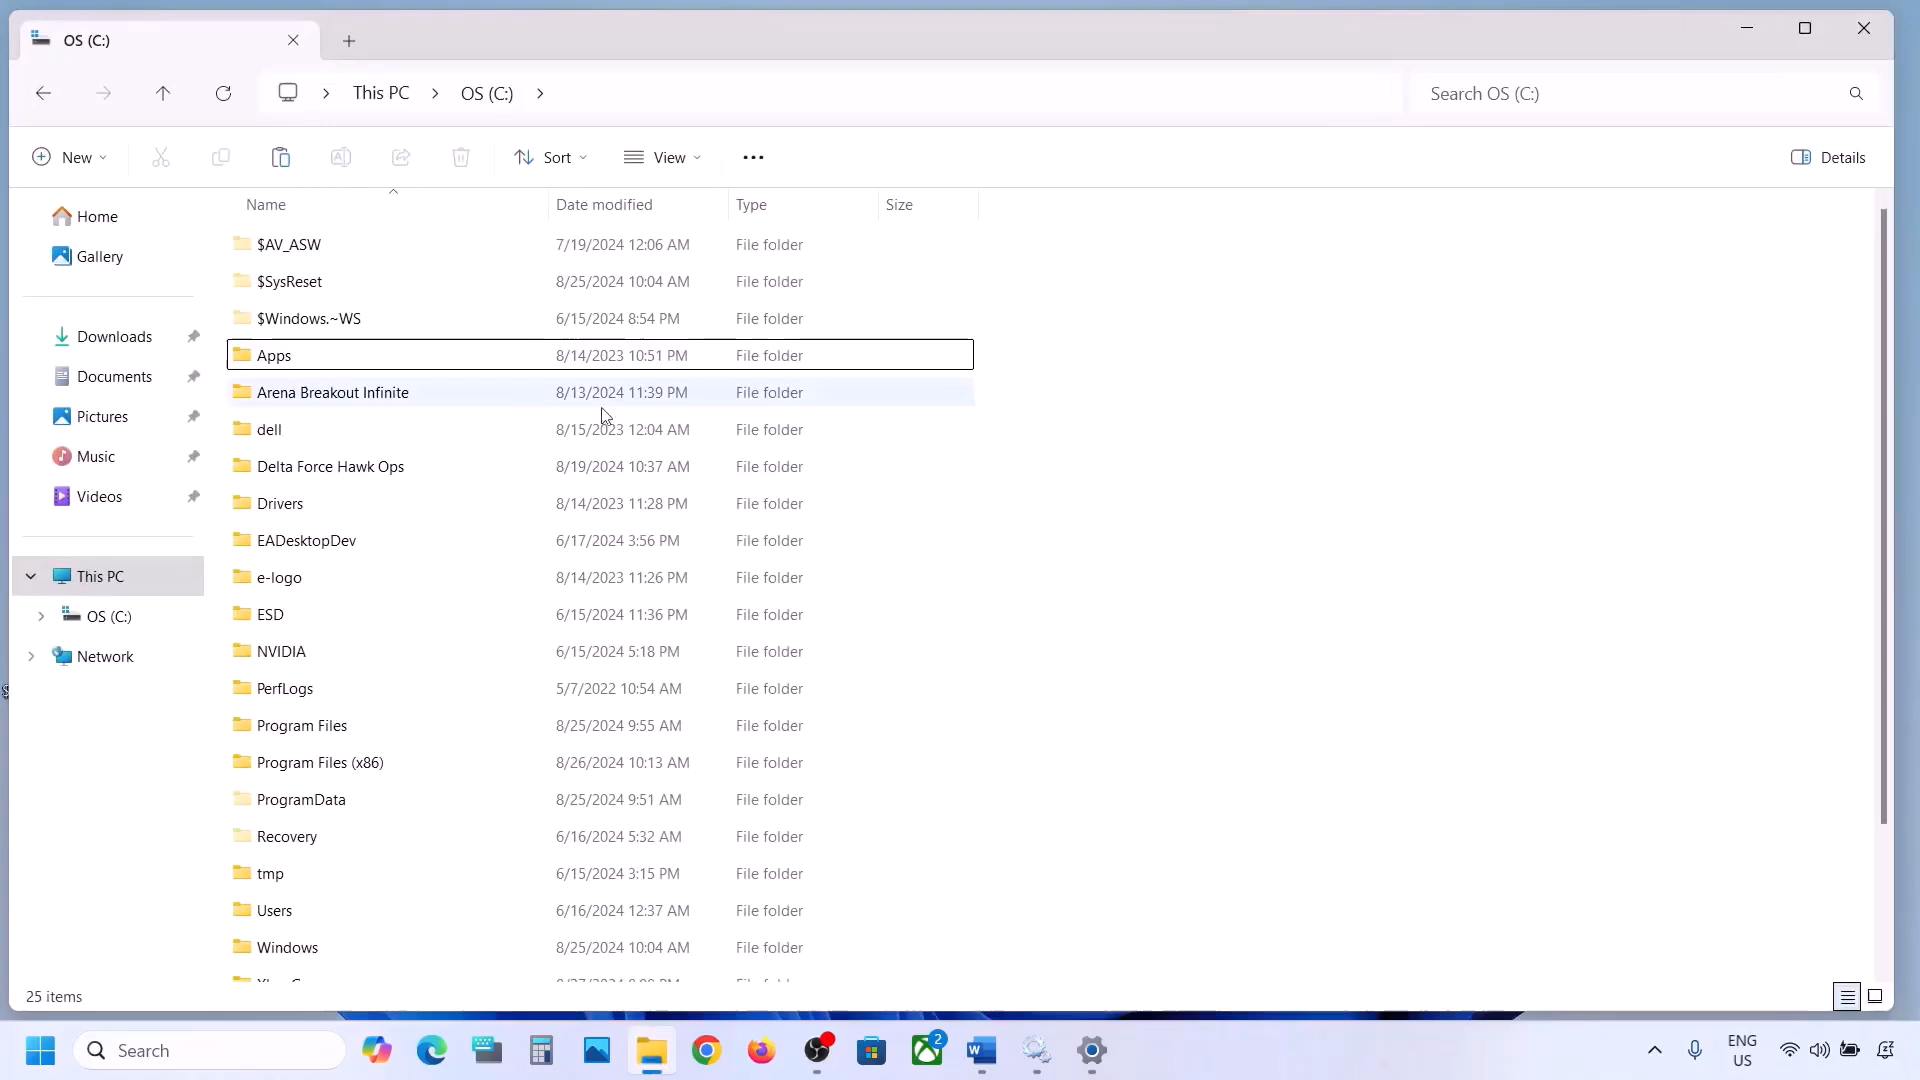 OS (C:)
This PC
OS (C:)
Search OS (C:)
New
Sort
View
Details
Name
Date modified
Type
Size
Home
Gallery
Downloads
Documents
Pictures
Music
Videos
This PC
OS (C:)
Network
$AV_ASW 7/19/2024 12:06 AM File folder
$SysReset 8/25/2024 10:04 AM File folder
$Windows.~WS 6/15/2024 8:54 PM File folder
Apps 8/14/2023 10:51 PM File folder
Arena Breakout Infinite 8/13/2024 11:39 PM File folder
dell 8/15/2023 12:04 AM File folder
Delta Force Hawk Ops 8/19/2024 10:37 AM File folder
Drivers 8/14/2023 11:28 PM File folder
EADesktopDev 6/17/2024 3:56 PM File folder
e-logo 8/14/2023 11:26 PM File folder
ESD 6/15/2024 11:36 PM File folder
NVIDIA 6/15/2024 5:18 PM File folder
PerfLogs 5/7/2022 10:54 AM File folder
Program Files 8/25/2024 9:55 AM File folder
Program Files (x86) 8/26/2024 10:13 AM File folder
ProgramData 8/25/2024 9:51 AM File folder
Recovery 6/16/2024 5:32 AM File folder
tmp 6/15/2024 3:15 PM File folder
Users 6/16/2024 12:37 AM File folder
Windows 8/25/2024 10:04 AM File folder
25 items
Search
2
ENG
US